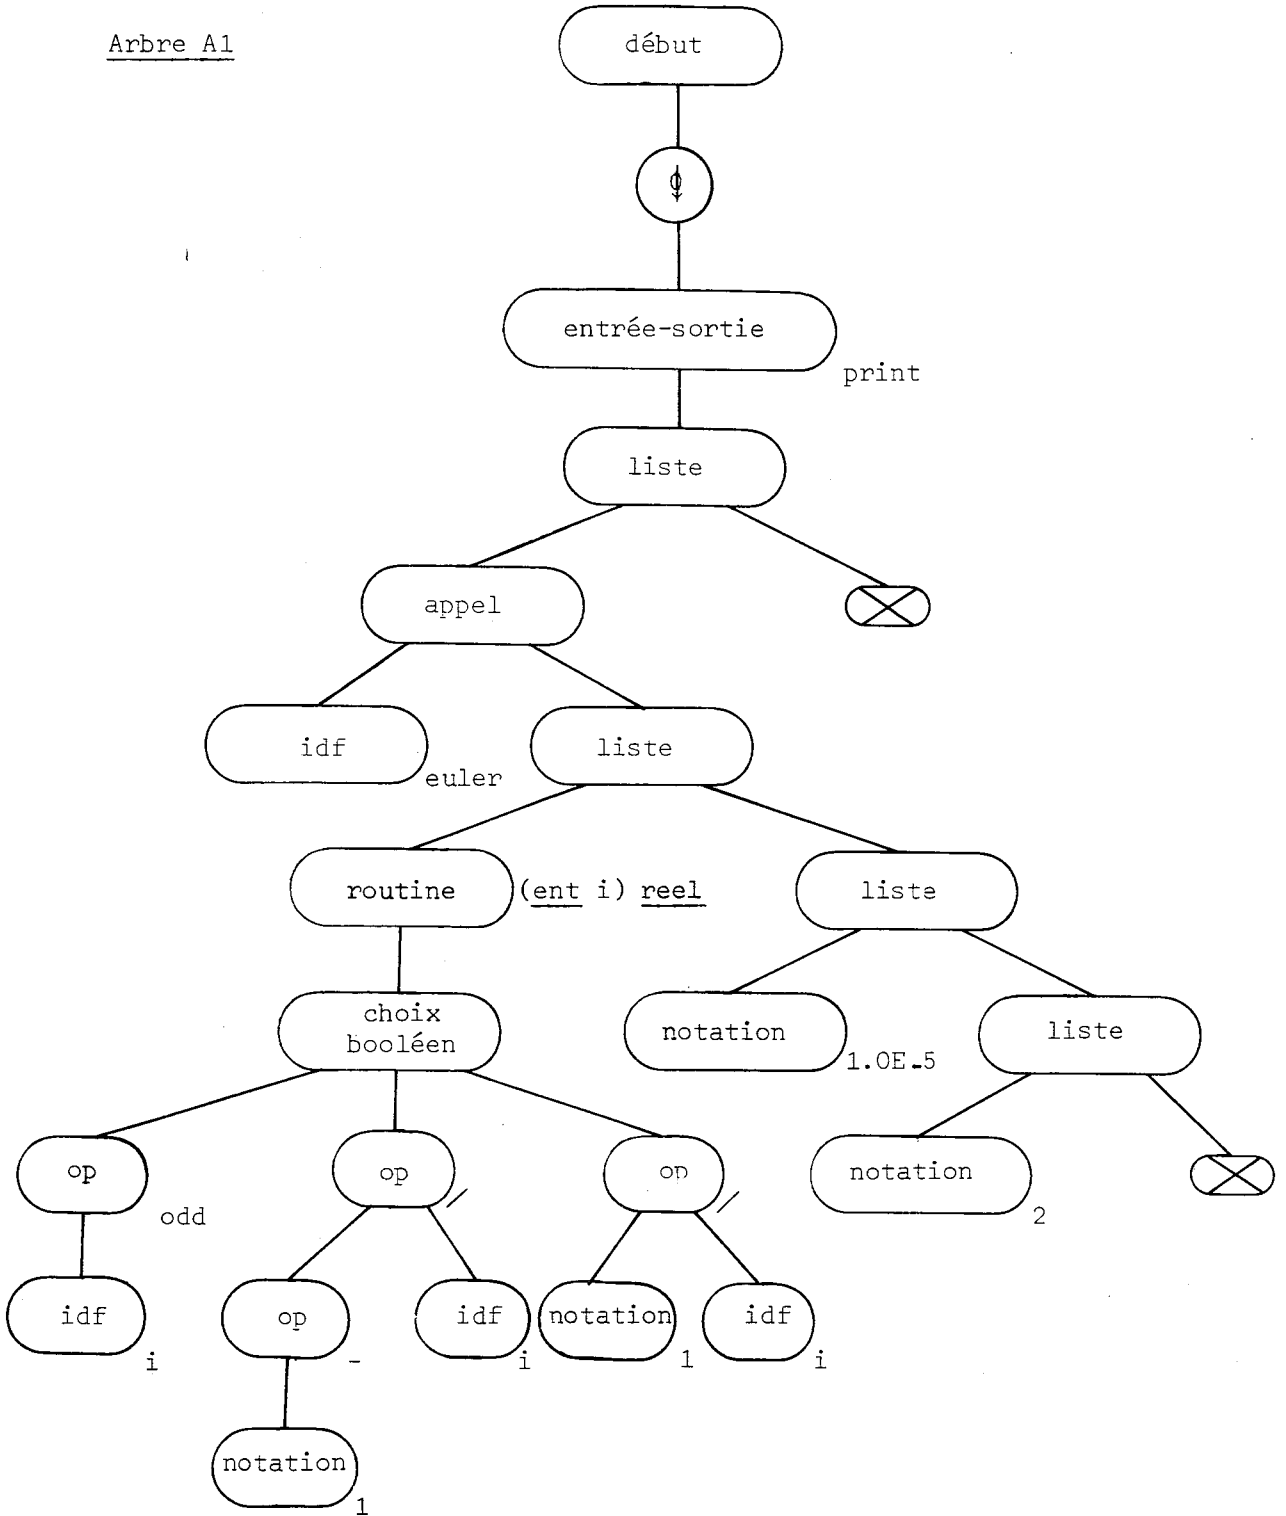 Arbre A1
début
entrée-sortie
print
liste
appel
idf
euler
liste
routine
(ent i) reel
liste
choix
booléen
notation
1.0E-5
liste
op
odd
op
/
op
/
notation
2
idf
i
op
-
idf
i
notation
1
idf
i
notation
1